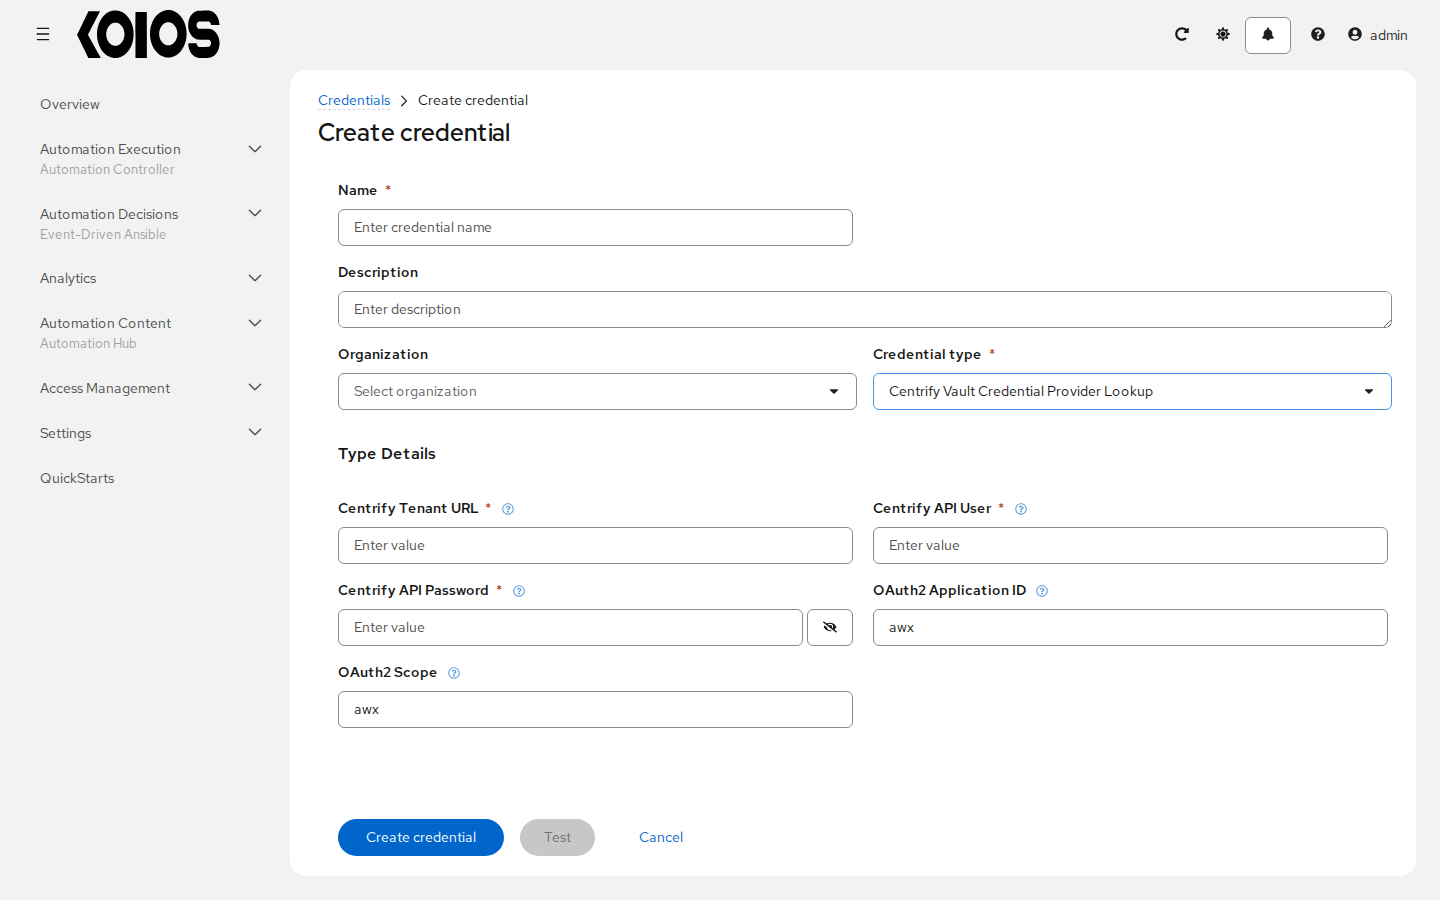 KOIOS
admin
Overview
Automation Execution
Automation Controller
Automation Decisions
Event-Driven Ansible
Analytics
Automation Content
Automation Hub
Access Management
Settings
QuickStarts
Credentials > Create credential
Create credential
Name *
Enter credential name
Description
Enter description
Organization
Credential type *
Select organization
Centrify Vault Credential Provider Lookup
Type Details
Centrify Tenant URL *
Centrify API User *
Enter value
Enter value
Centrify API Password *
OAuth2 Application ID
Enter value
awx
OAuth2 Scope
awx
Create credential
Test
Cancel